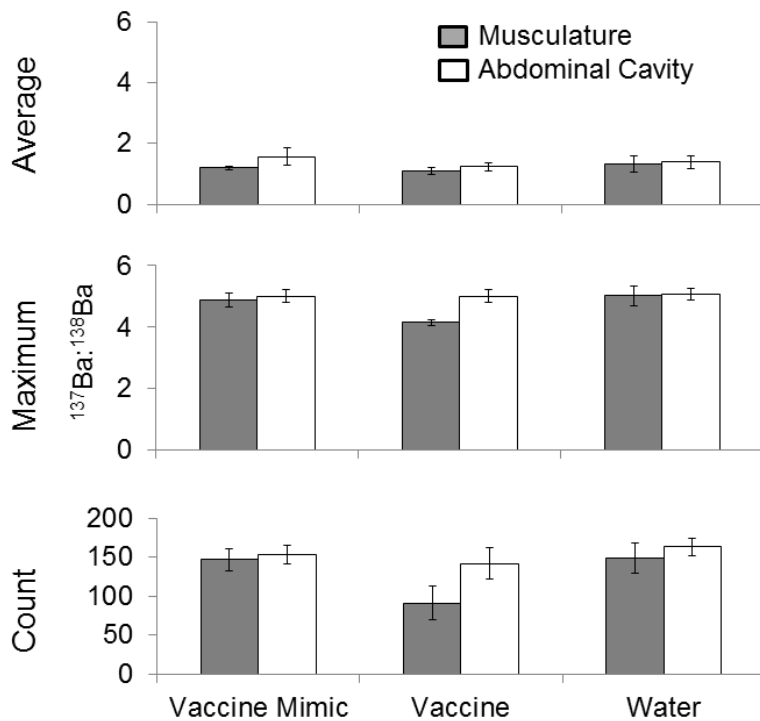 Musculature
Abdominal Cavity
Average
6
4
2
0
Maximum
¹³⁷Ba:¹³⁸Ba
6
4
2
0
Count
200
150
100
50
0
Vaccine Mimic Vaccine Water